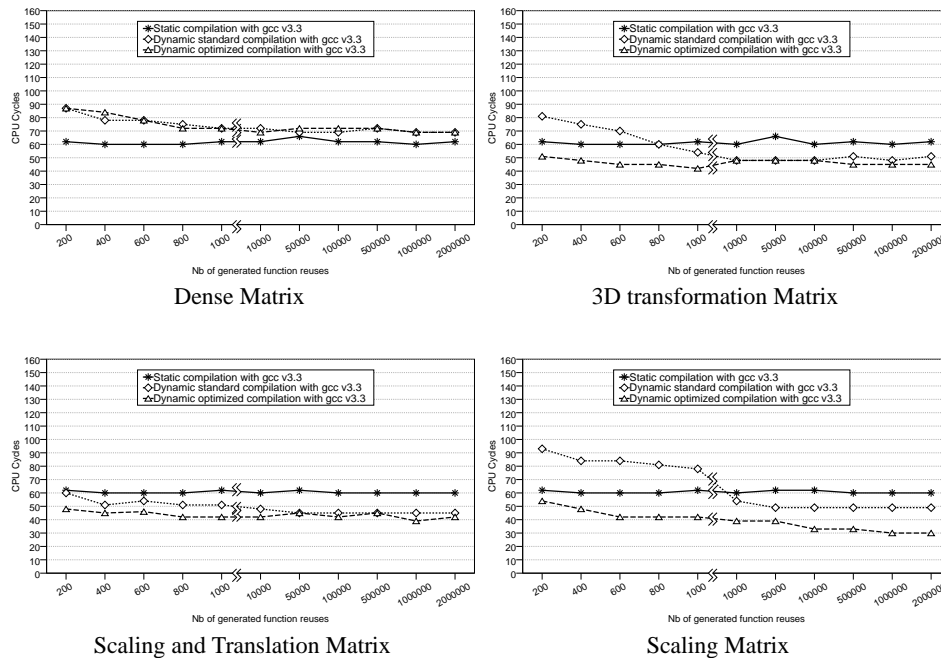 160
150
140
130
120
110
100
90
80
70
60
50
40
30
20
10
0
CPU Cycles
Static compilation with gcc v3.3
Dynamic standard compilation with gcc v3.3
Dynamic optimized compilation with gcc v3.3
200 400 600 800 1000 10000 50000 100000 500000 1000000 2000000
Nb of generated function reuses
Dense Matrix
160
150
140
130
120
110
100
90
80
70
60
50
40
30
20
10
0
CPU Cycles
Static compilation with gcc v3.3
Dynamic standard compilation with gcc v3.3
Dynamic optimized compilation with gcc v3.3
200 400 600 800 1000 10000 50000 100000 500000 1000000 2000000
Nb of generated function reuses
3D transformation Matrix
160
150
140
130
120
110
100
90
80
70
60
50
40
30
20
10
0
CPU Cycles
Static compilation with gcc v3.3
Dynamic standard compilation with gcc v3.3
Dynamic optimized compilation with gcc v3.3
200 400 600 800 1000 10000 50000 100000 500000 1000000 2000000
Nb of generated function reuses
Scaling and Translation Matrix
160
150
140
130
120
110
100
90
80
70
60
50
40
30
20
10
0
CPU Cycles
Static compilation with gcc v3.3
Dynamic standard compilation with gcc v3.3
Dynamic optimized compilation with gcc v3.3
200 400 600 800 1000 10000 50000 100000 500000 1000000 2000000
Nb of generated function reuses
Scaling Matrix